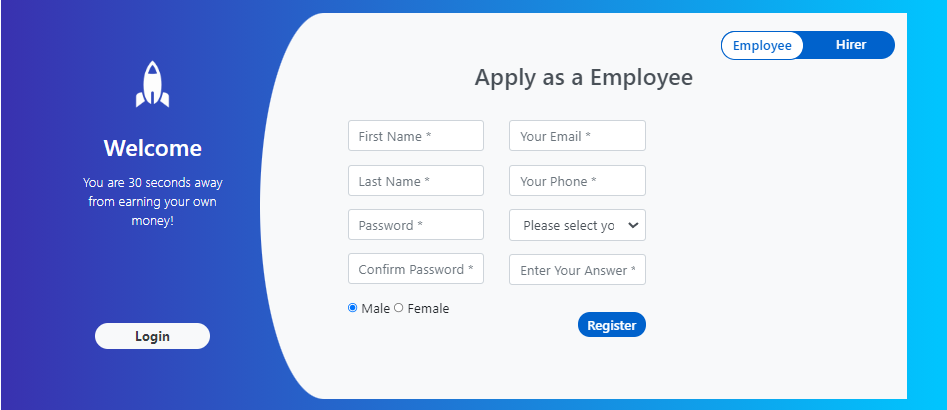 Employee
Hirer
Apply as a Employee
Welcome
You are 30 seconds away
from earning your own
money!
Login
First Name *
Your Email *
Last Name *
Your Phone *
Password *
Please select yo
Confirm Password *
Enter Your Answer *
Male
Female
Register